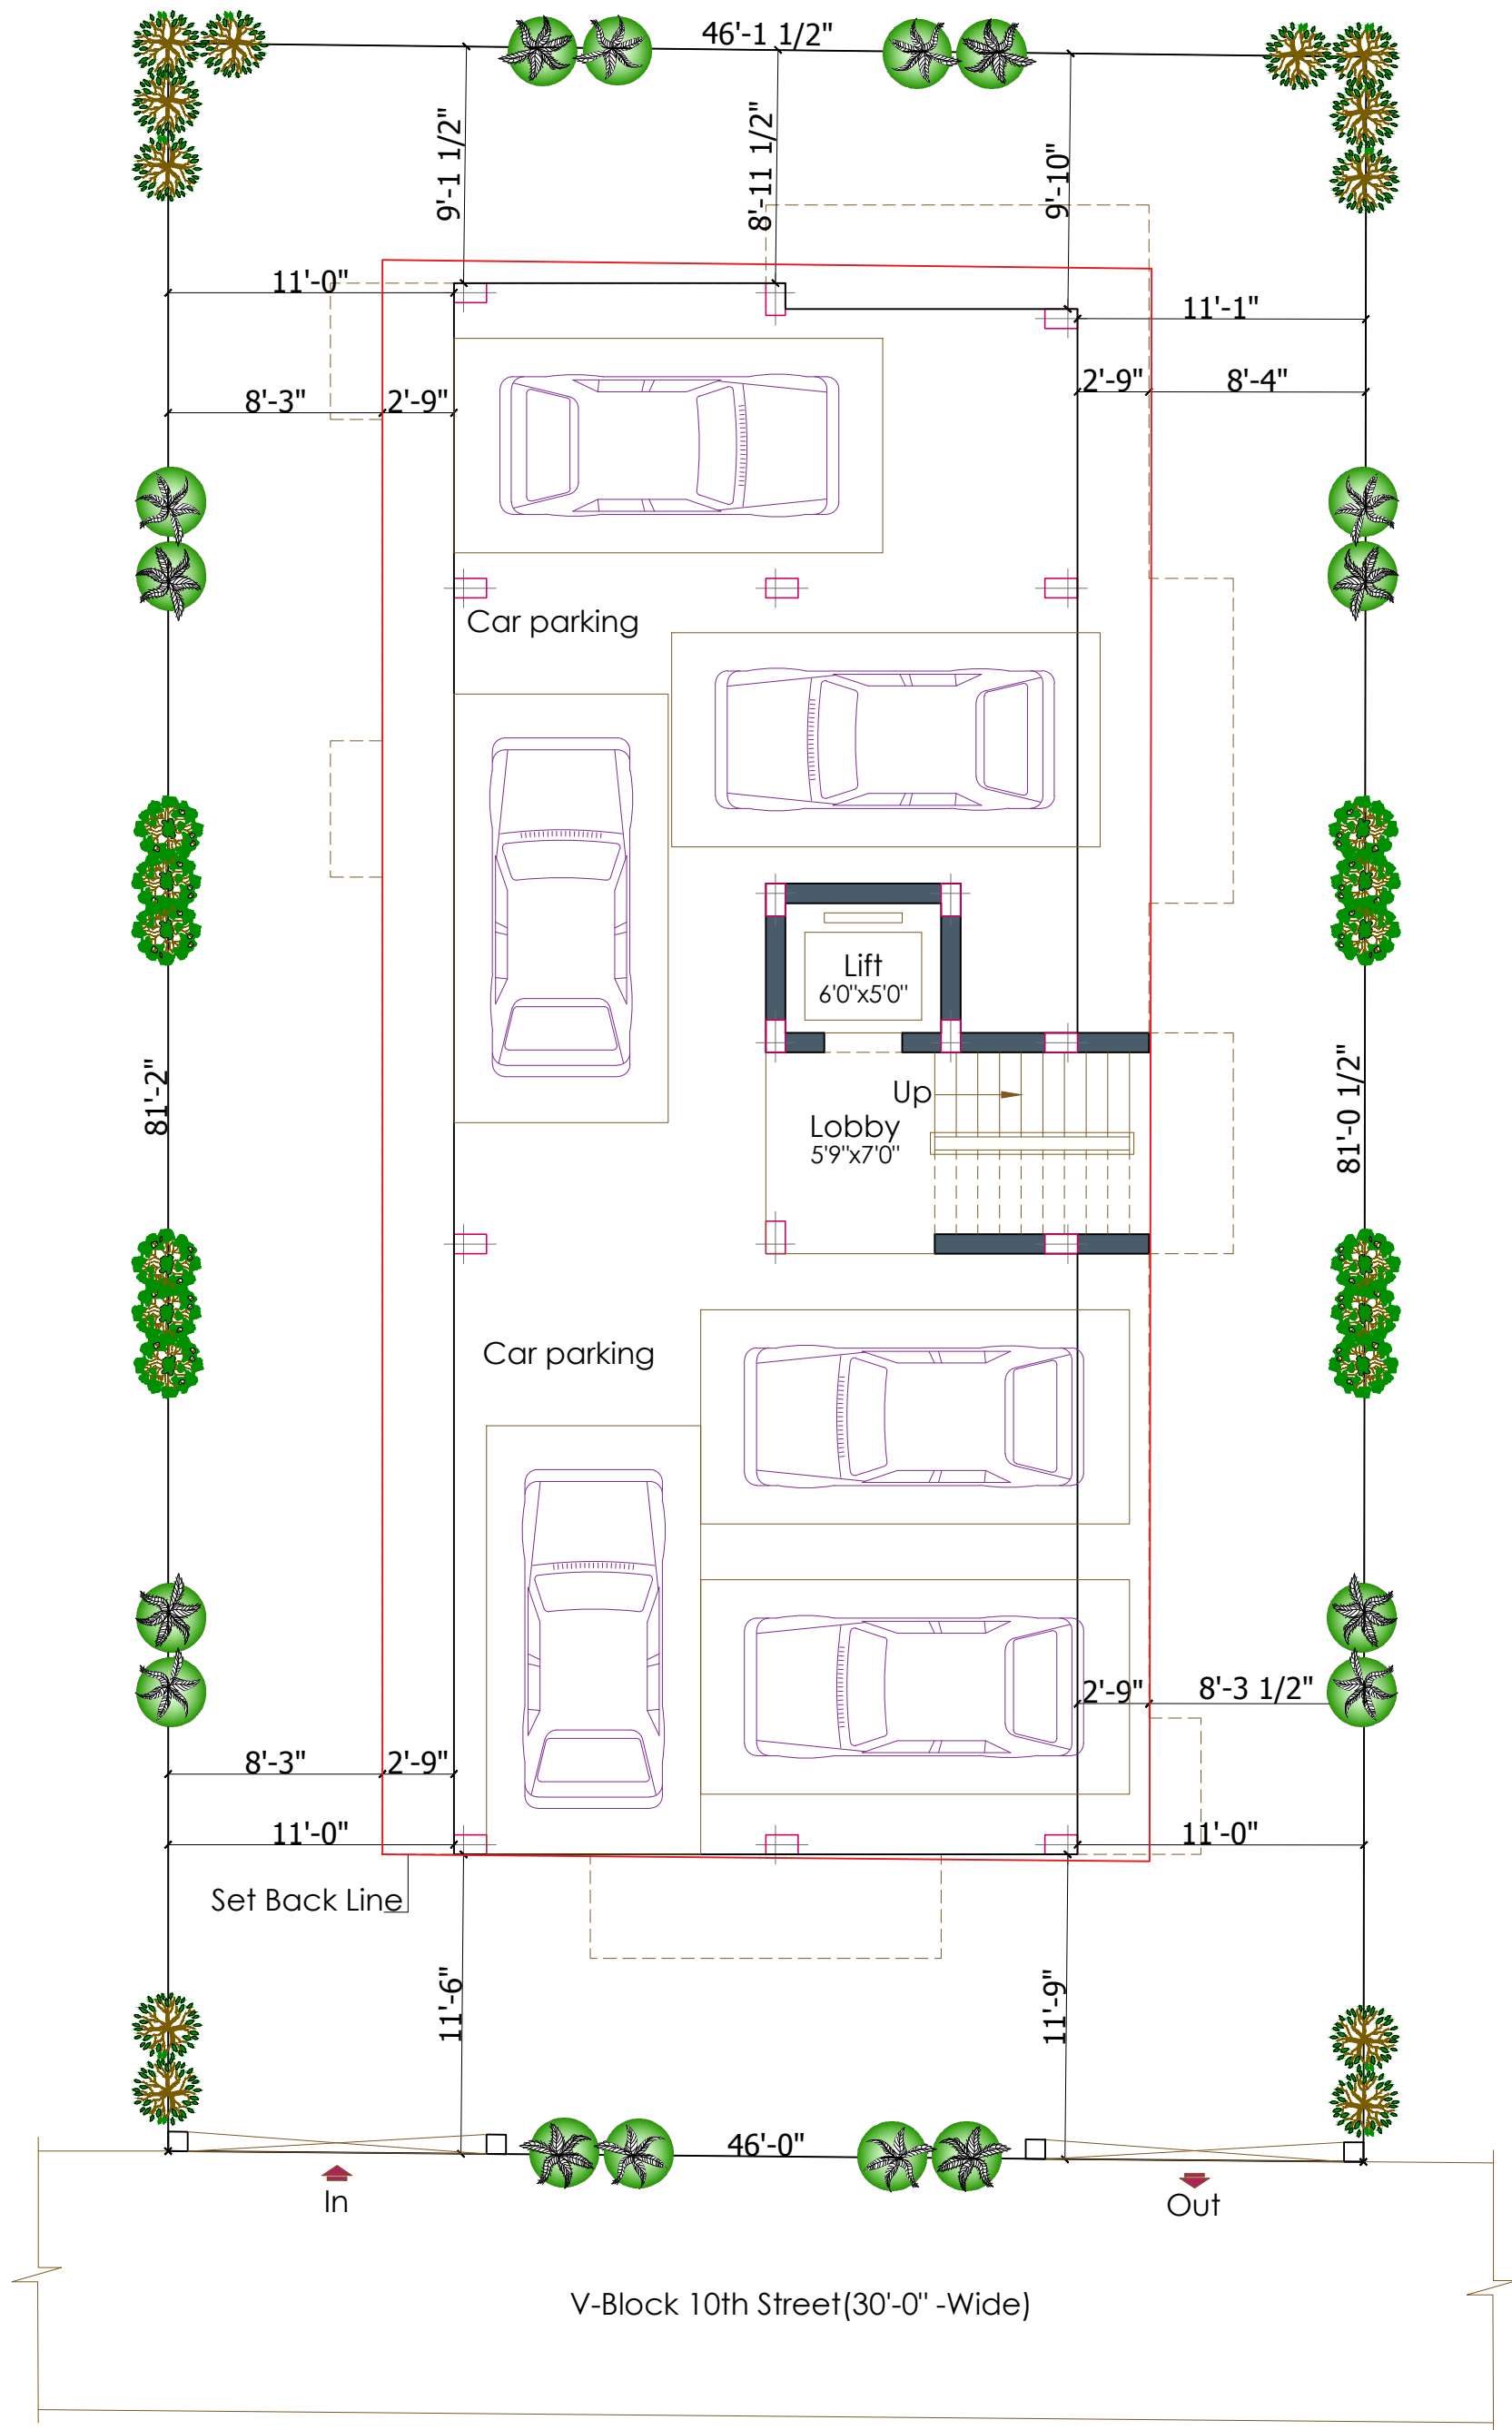 46'-1 1/2"
9'-1 1/2"
8'-11 1/2"
9'-10"
11'-0"
11'-1"
8'-3"
2'-9"
2'-9"
8'-4"
Car parking
Lift
6'0"x5'0"
81'-2"
81'-0 1/2"
Up
Lobby
5'9"x7'0"
Car parking
2'-9"
8'-3 1/2"
8'-3"
2'-9"
11'-0"
11'-0"
Set Back Line
11'-6"
11'-9"
46'-0"
In
Out
V-Block 10th Street(30'-0" -Wide)